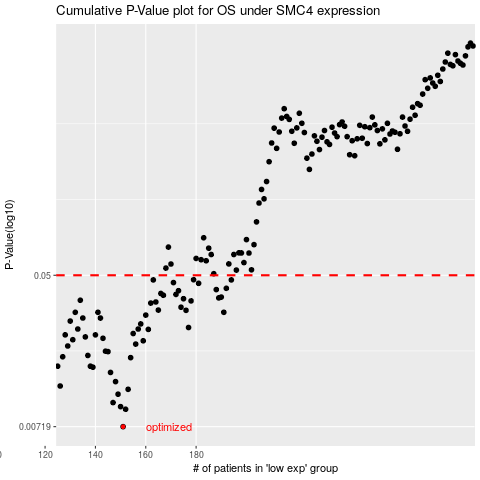 Cumulative P-Value plot for OS under SMC4 expression
P-Value(log10)
0.05
0.00719
optimized
0
120
140
160
180
# of patients in 'low exp' group